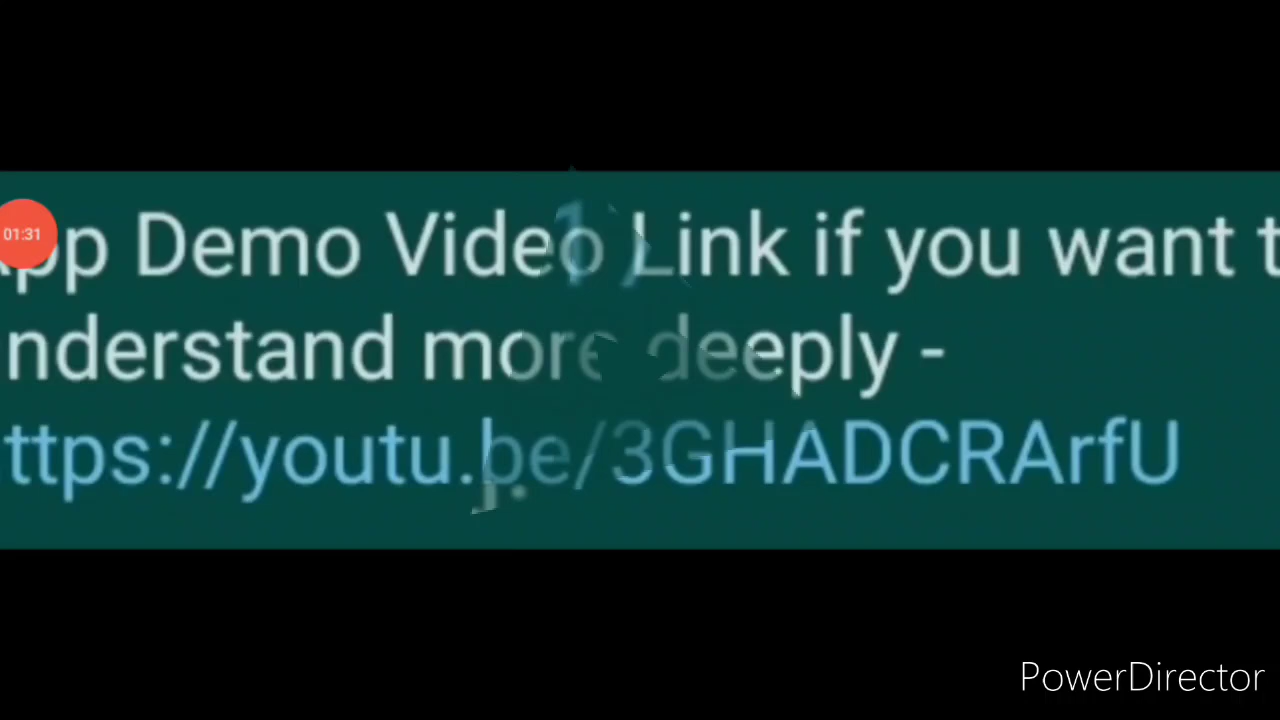 01:31
pp Demo Video Link if you want t
nderstand more deeply -
ttps://youtu.be/3GHADCRArfU
PowerDirector